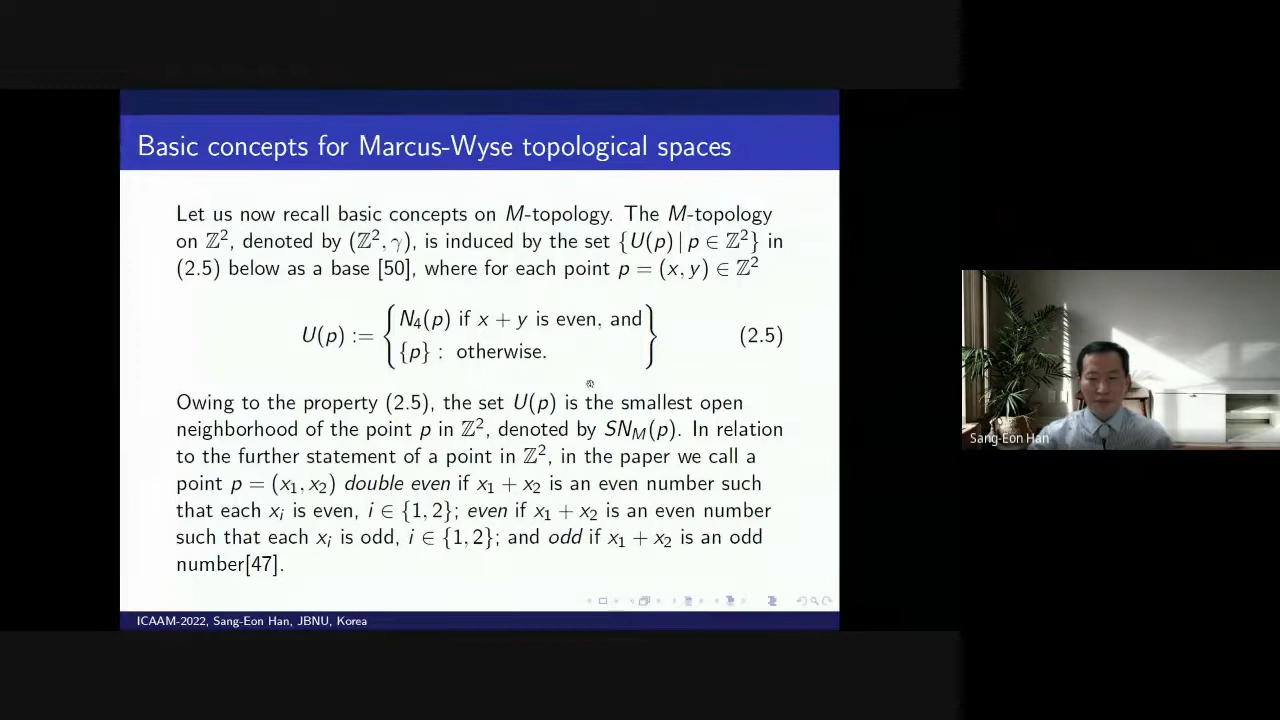 Basic concepts for Marcus-Wyse topological spaces
Let us now recall basic concepts on M-topology. The M-topology
on ℤ², denoted by (ℤ², γ), is induced by the set {U(p) | p ∈ ℤ²} in
(2.5) below as a base [50], where for each point p = (x, y) ∈ ℤ²
U(p) := { N₄(p) if x + y is even, and
{p} : otherwise. } (2.5)
Owing to the property (2.5), the set U(p) is the smallest open
neighborhood of the point p in ℤ², denoted by SN_M(p). In relation
to the further statement of a point in ℤ², in the paper we call a
point p = (x₁, x₂) double even if x₁ + x₂ is an even number such
that each xᵢ is even, i ∈ {1, 2}; even if x₁ + x₂ is an even number
such that each xᵢ is odd, i ∈ {1, 2}; and odd if x₁ + x₂ is an odd
number[47].
ICAAM-2022, Sang-Eon Han, JBNU, Korea
Sang-Eon Han